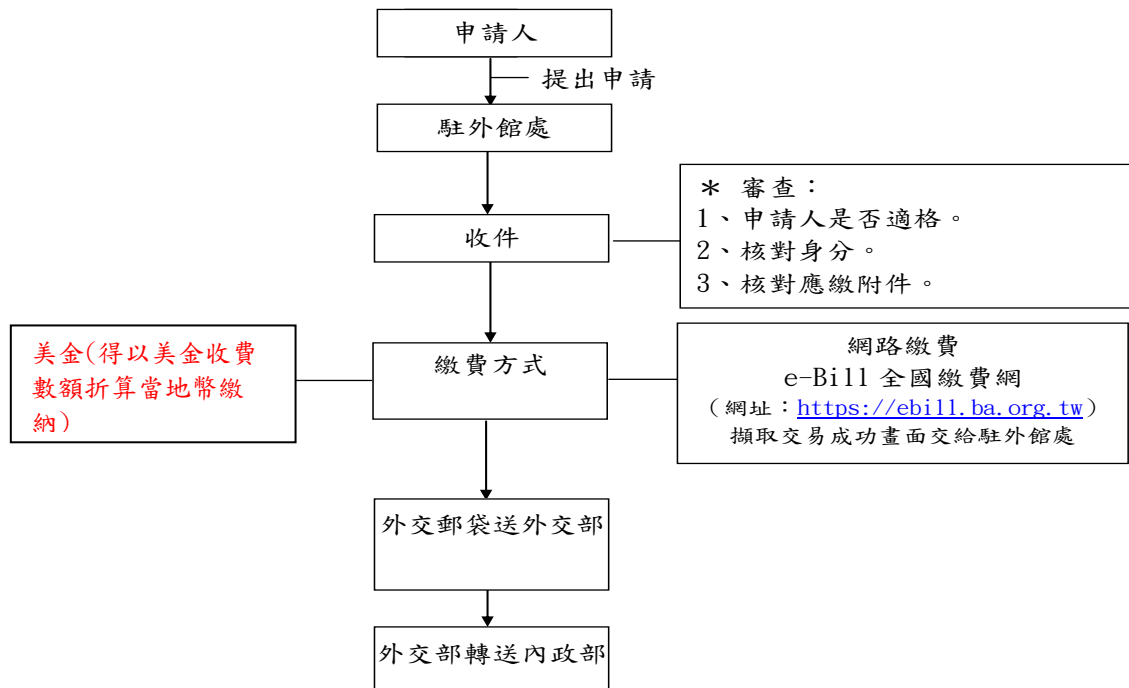 申請人
提出申請
駐外館處
收件
＊ 審查：
1、申請人是否適格。
2、核對身分。
3、核對應繳附件。
繳費方式
美金(得以美金收費
數額折算當地幣繳
納)
網路繳費
e-Bill 全國繳費網
（網址：https://ebill.ba.org.tw）
擷取交易成功畫面交給駐外館處
外交郵袋送外交部
外交部轉送內政部